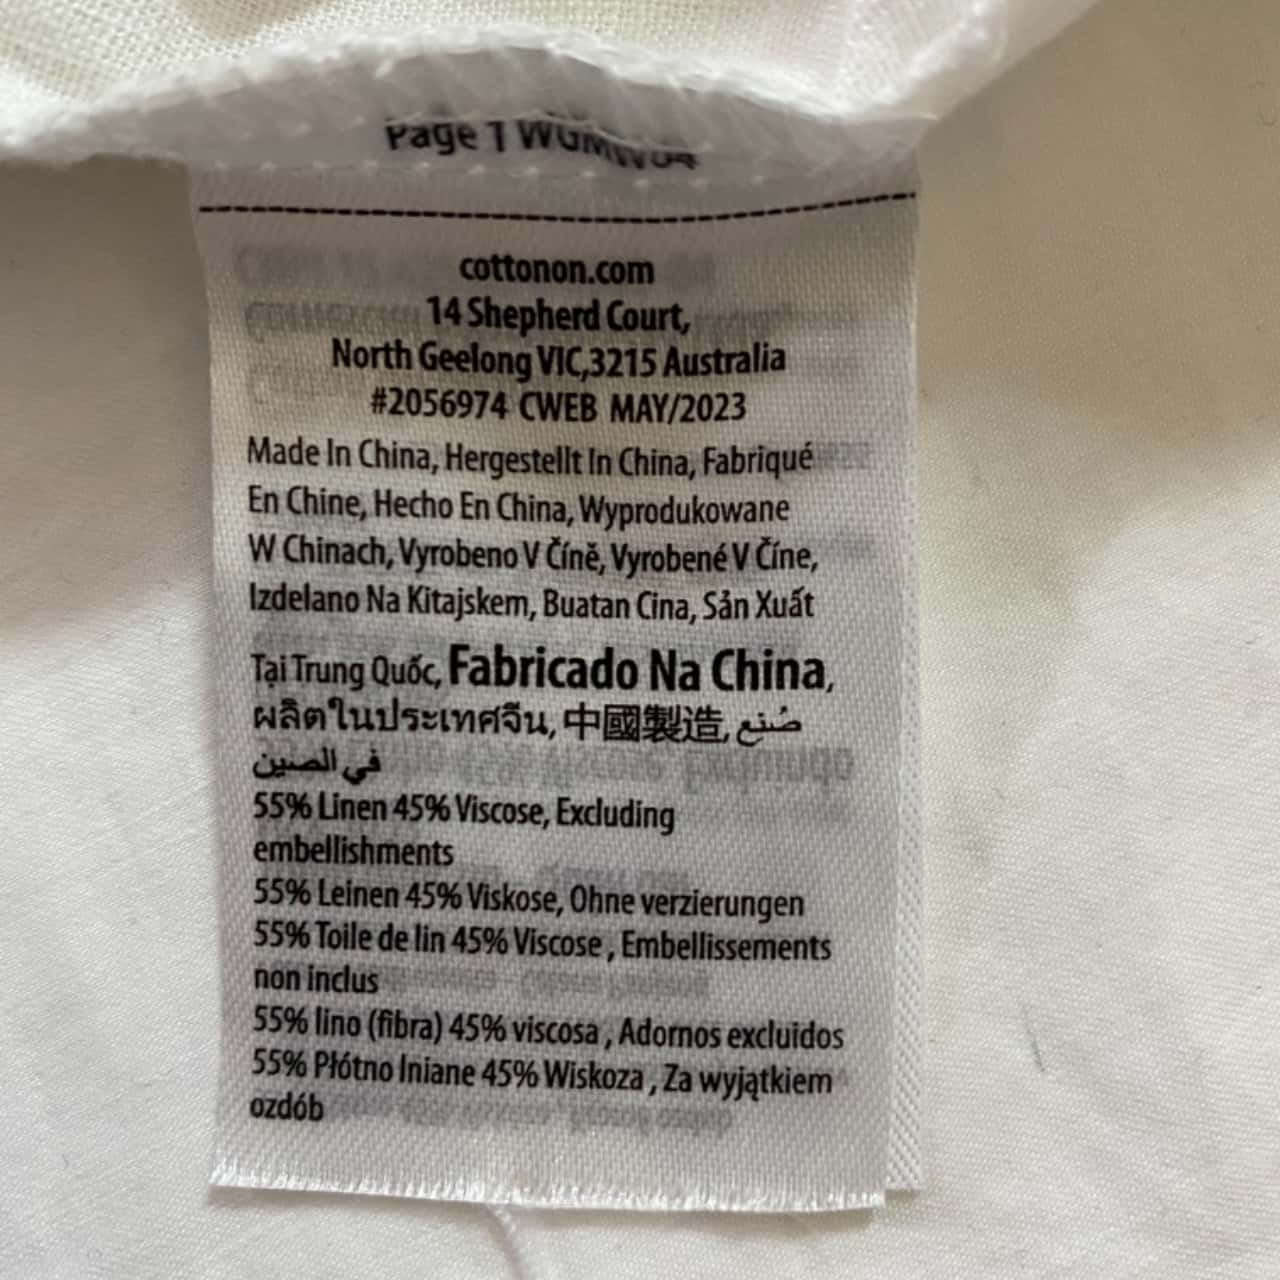 Page 1 WGMW04
cottonon.com
14 Shepherd Court,
North Geelong VIC,3215 Australia
#2056974 CWEB MAY/2023
Made In China, Hergestellt In China, Fabriqué
En Chine, Hecho En China, Wyprodukowane
W Chinach, Vyrobeno V Číně, Vyrobené V Číne,
Izdelano Na Kitajskem, Buatan Cina, Sản Xuất
Tại Trung Quốc, Fabricado Na China,
ผลิตในประเทศจีน, 中國製造, صُنع
في الصين
55% Linen 45% Viscose, Excluding
embellishments
55% Leinen 45% Viskose, Ohne verzierungen
55% Toile de lin 45% Viscose , Embellissements
non inclus
55% lino (fibra) 45% viscosa , Adornos excluidos
55% Płótno lniane 45% Wiskoza , Za wyjątkiem
ozdób